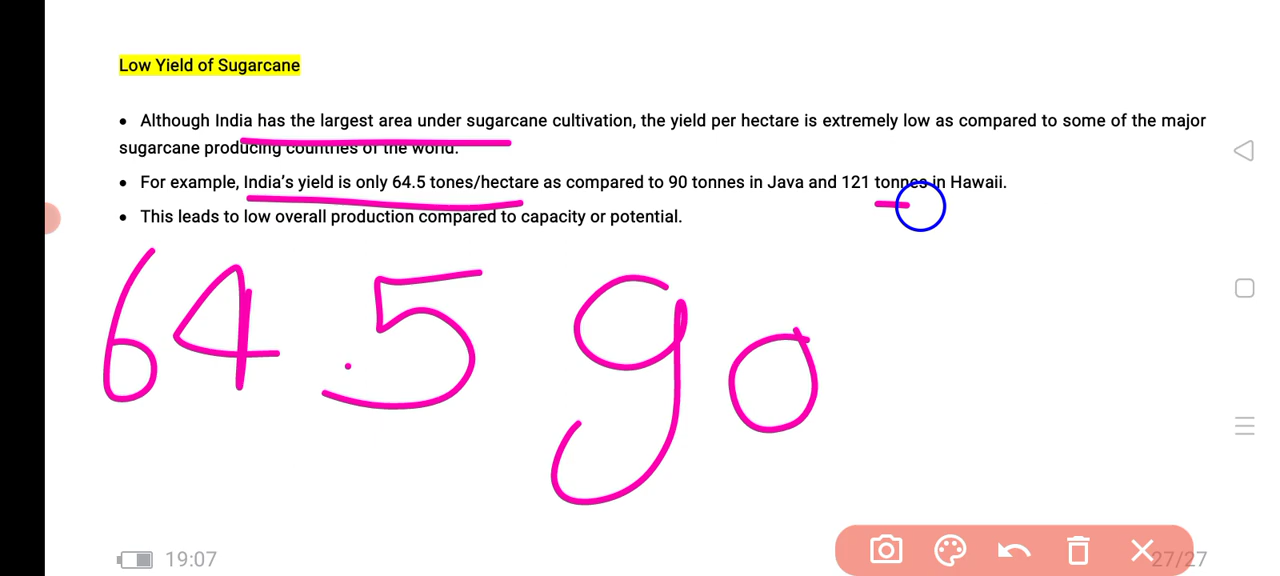 Low Yield of Sugarcane
• Although India has the largest area under sugarcane cultivation, the yield per hectare is extremely low as compared to some of the major
sugarcane producing countries of the world.
• For example, India's yield is only 64.5 tones/hectare as compared to 90 tonnes in Java and 121 tonnes in Hawaii.
• This leads to low overall production compared to capacity or potential.
64.5 90
19:07
27/27